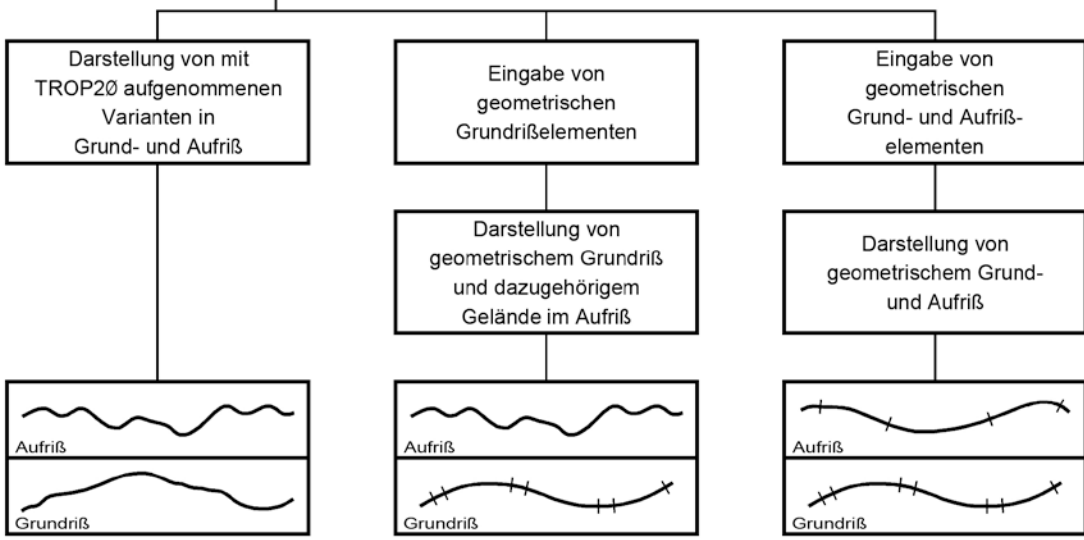 Darstellung von mit
TROP2Ø aufgenommenen
Varianten in
Grund- und Aufriß
Eingabe von
geometrischen
Grundrißelementen
Eingabe von
geometrischen
Grund- und Aufriß-
elementen
Darstellung von
geometrischem Grundriß
und dazugehörigem
Gelände im Aufriß
Darstellung von
geometrischem Grund-
und Aufriß
Aufriß
Grundriß
Aufriß
Grundriß
Aufriß
Grundriß